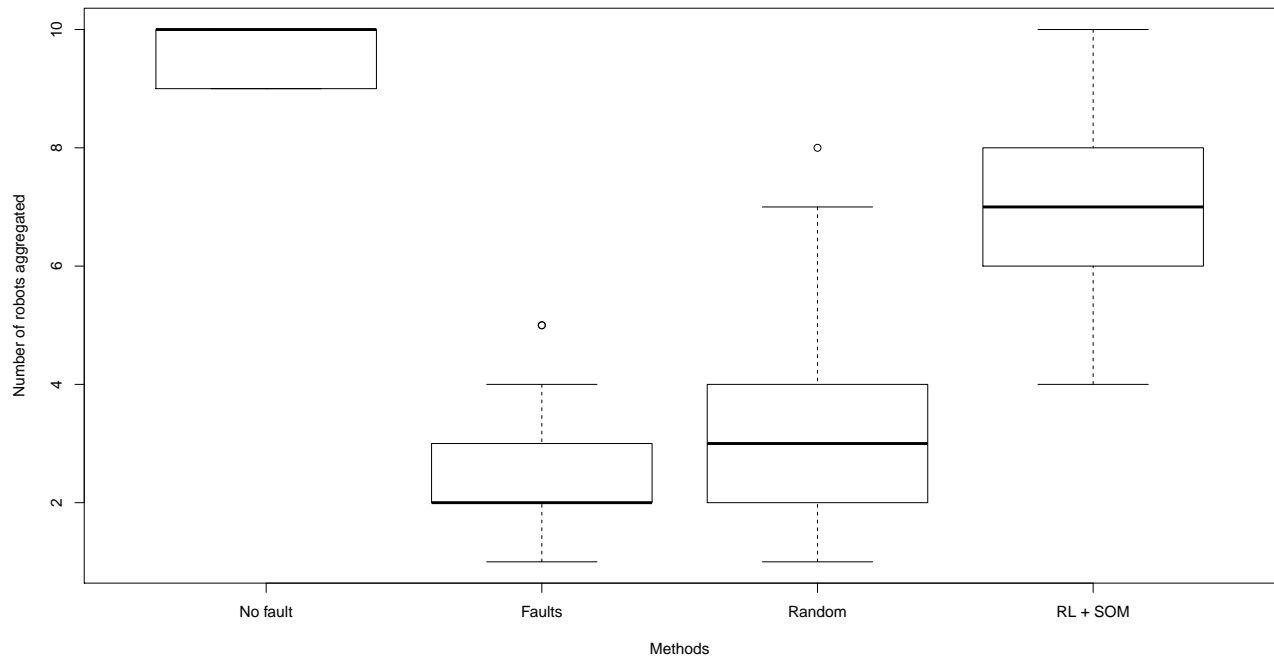 Number of robots aggregated
10
8
6
4
2
No fault
Faults
Random
RL + SOM
Methods